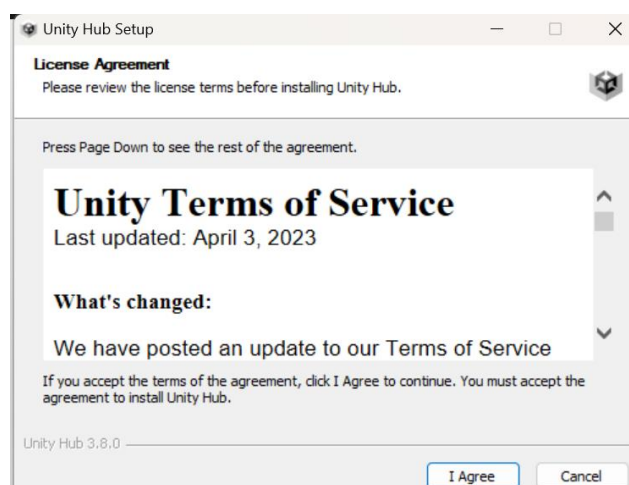 Unity Hub Setup
License Agreement
Please review the license terms before installing Unity Hub.
Press Page Down to see the rest of the agreement.
Unity Terms of Service
Last updated: April 3, 2023
What's changed:
We have posted an update to our Terms of Service
If you accept the terms of the agreement, click I Agree to continue. You must accept the
agreement to install Unity Hub.
Unity Hub 3.8.0
I Agree Cancel